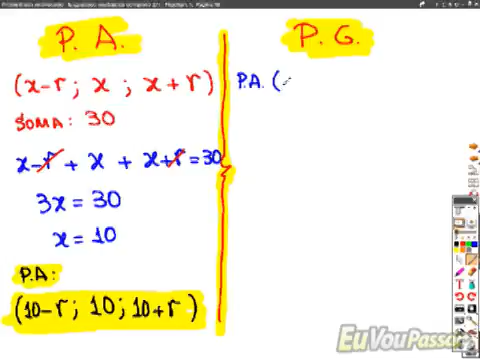 P. A.
(x-r; x; x+r)
SOMA: 30
x-r + x + x+r = 30
3x = 30
x = 10
P.A:
(10-r; 10; 10+r)
P. G.
P.A. (
EuVouPassar